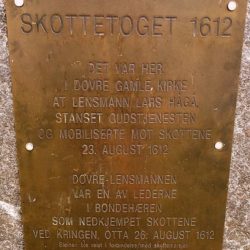 SKOTTETOGET 1612
DET VAR HER
I DOVRE GAMLE KIRKE
AT LENSMANN LARS HAGA,
STANSET GUDSTJENESTEN
OG MOBILISERTE MOT SKOTTENE
23. AUGUST 1612.
DOVRE-LENSMANNEN
VAR EN AV LEDERNE
I BONDEHÆREN
SOM NEDKJEMPET SKOTTENE
VED KRINGEN, OTTA 26. AUGUST 1612